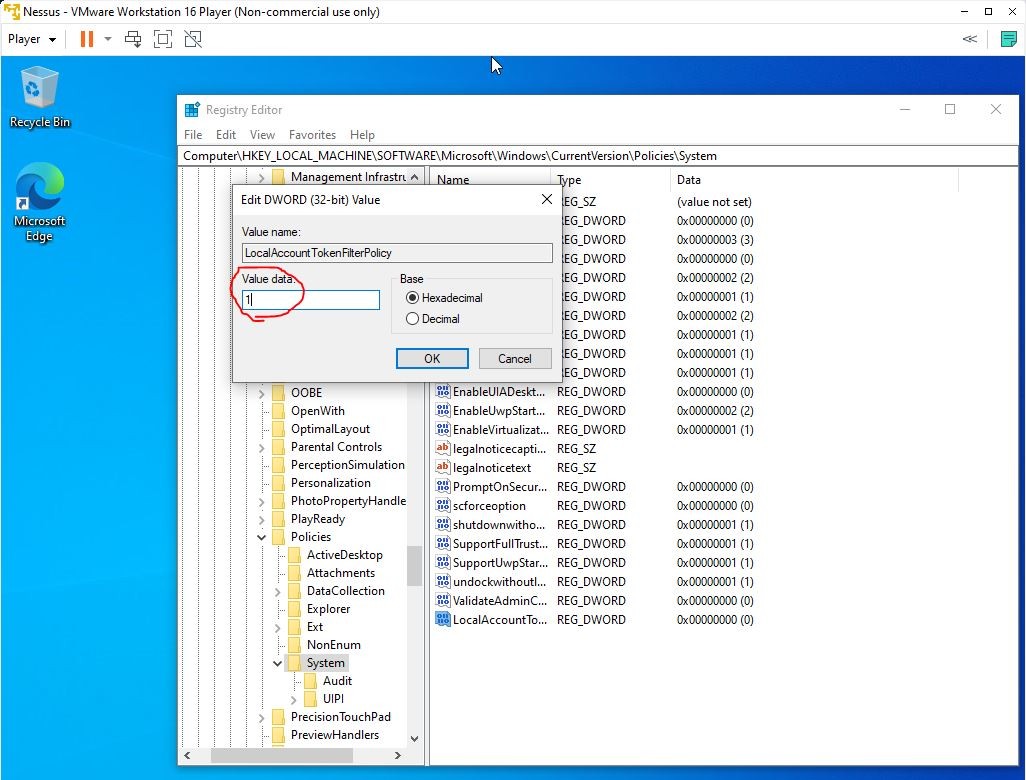 Nessus - VMware Workstation 16 Player (Non-commercial use only)
Player
Recycle Bin
Microsoft
Edge
Registry Editor
File Edit View Favorites Help
Computer\HKEY_LOCAL_MACHINE\SOFTWARE\Microsoft\Windows\CurrentVersion\Policies\System
Management Infrastru
OOBE
OpenWith
OptimalLayout
Parental Controls
PerceptionSimulation
Personalization
PhotoPropertyHandle
PlayReady
Policies
ActiveDesktop
Attachments
DataCollection
Explorer
Ext
NonEnum
System
Audit
UIPI
PrecisionTouchPad
PreviewHandlers
Edit DWORD (32-bit) Value
Value name:
LocalAccountTokenFilterPolicy
Value data:
1
Base
Hexadecimal
Decimal
OK Cancel
Name Type Data
REG_SZ (value not set)
REG_DWORD 0x00000000 (0)
REG_DWORD 0x00000003 (3)
REG_DWORD 0x00000000 (0)
REG_DWORD 0x00000002 (2)
REG_DWORD 0x00000001 (1)
REG_DWORD 0x00000002 (2)
REG_DWORD 0x00000001 (1)
REG_DWORD 0x00000001 (1)
REG_DWORD 0x00000001 (1)
EnableUIADeskt... REG_DWORD 0x00000000 (0)
EnableUwpStart... REG_DWORD 0x00000002 (2)
EnableVirtualizat... REG_DWORD 0x00000001 (1)
legalnoticecapti... REG_SZ
legalnoticetext REG_SZ
PromptOnSecur... REG_DWORD 0x00000000 (0)
scforceoption REG_DWORD 0x00000000 (0)
shutdownwitho... REG_DWORD 0x00000001 (1)
SupportFullTrust... REG_DWORD 0x00000001 (1)
SupportUwpStar... REG_DWORD 0x00000001 (1)
undockwithoutl... REG_DWORD 0x00000001 (1)
ValidateAdminC... REG_DWORD 0x00000000 (0)
LocalAccountTo... REG_DWORD 0x00000000 (0)